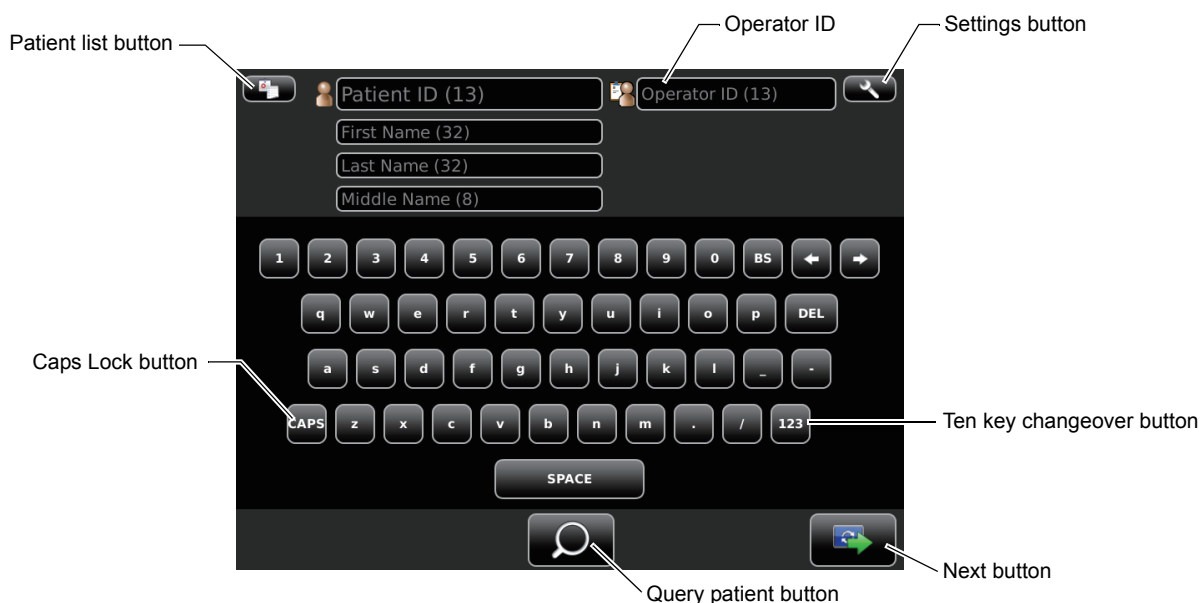 Operator ID
Settings button
Patient list button
Patient ID (13)
Operator ID (13)
First Name (32)
Last Name (32)
Middle Name (8)
1 2 3 4 5 6 7 8 9 0 BS
q w e r t y u i o p DEL
a s d f g h j k l _ -
Caps Lock button
CAPS z x c v b n m . / 123
Ten key changeover button
SPACE
Next button
Query patient button